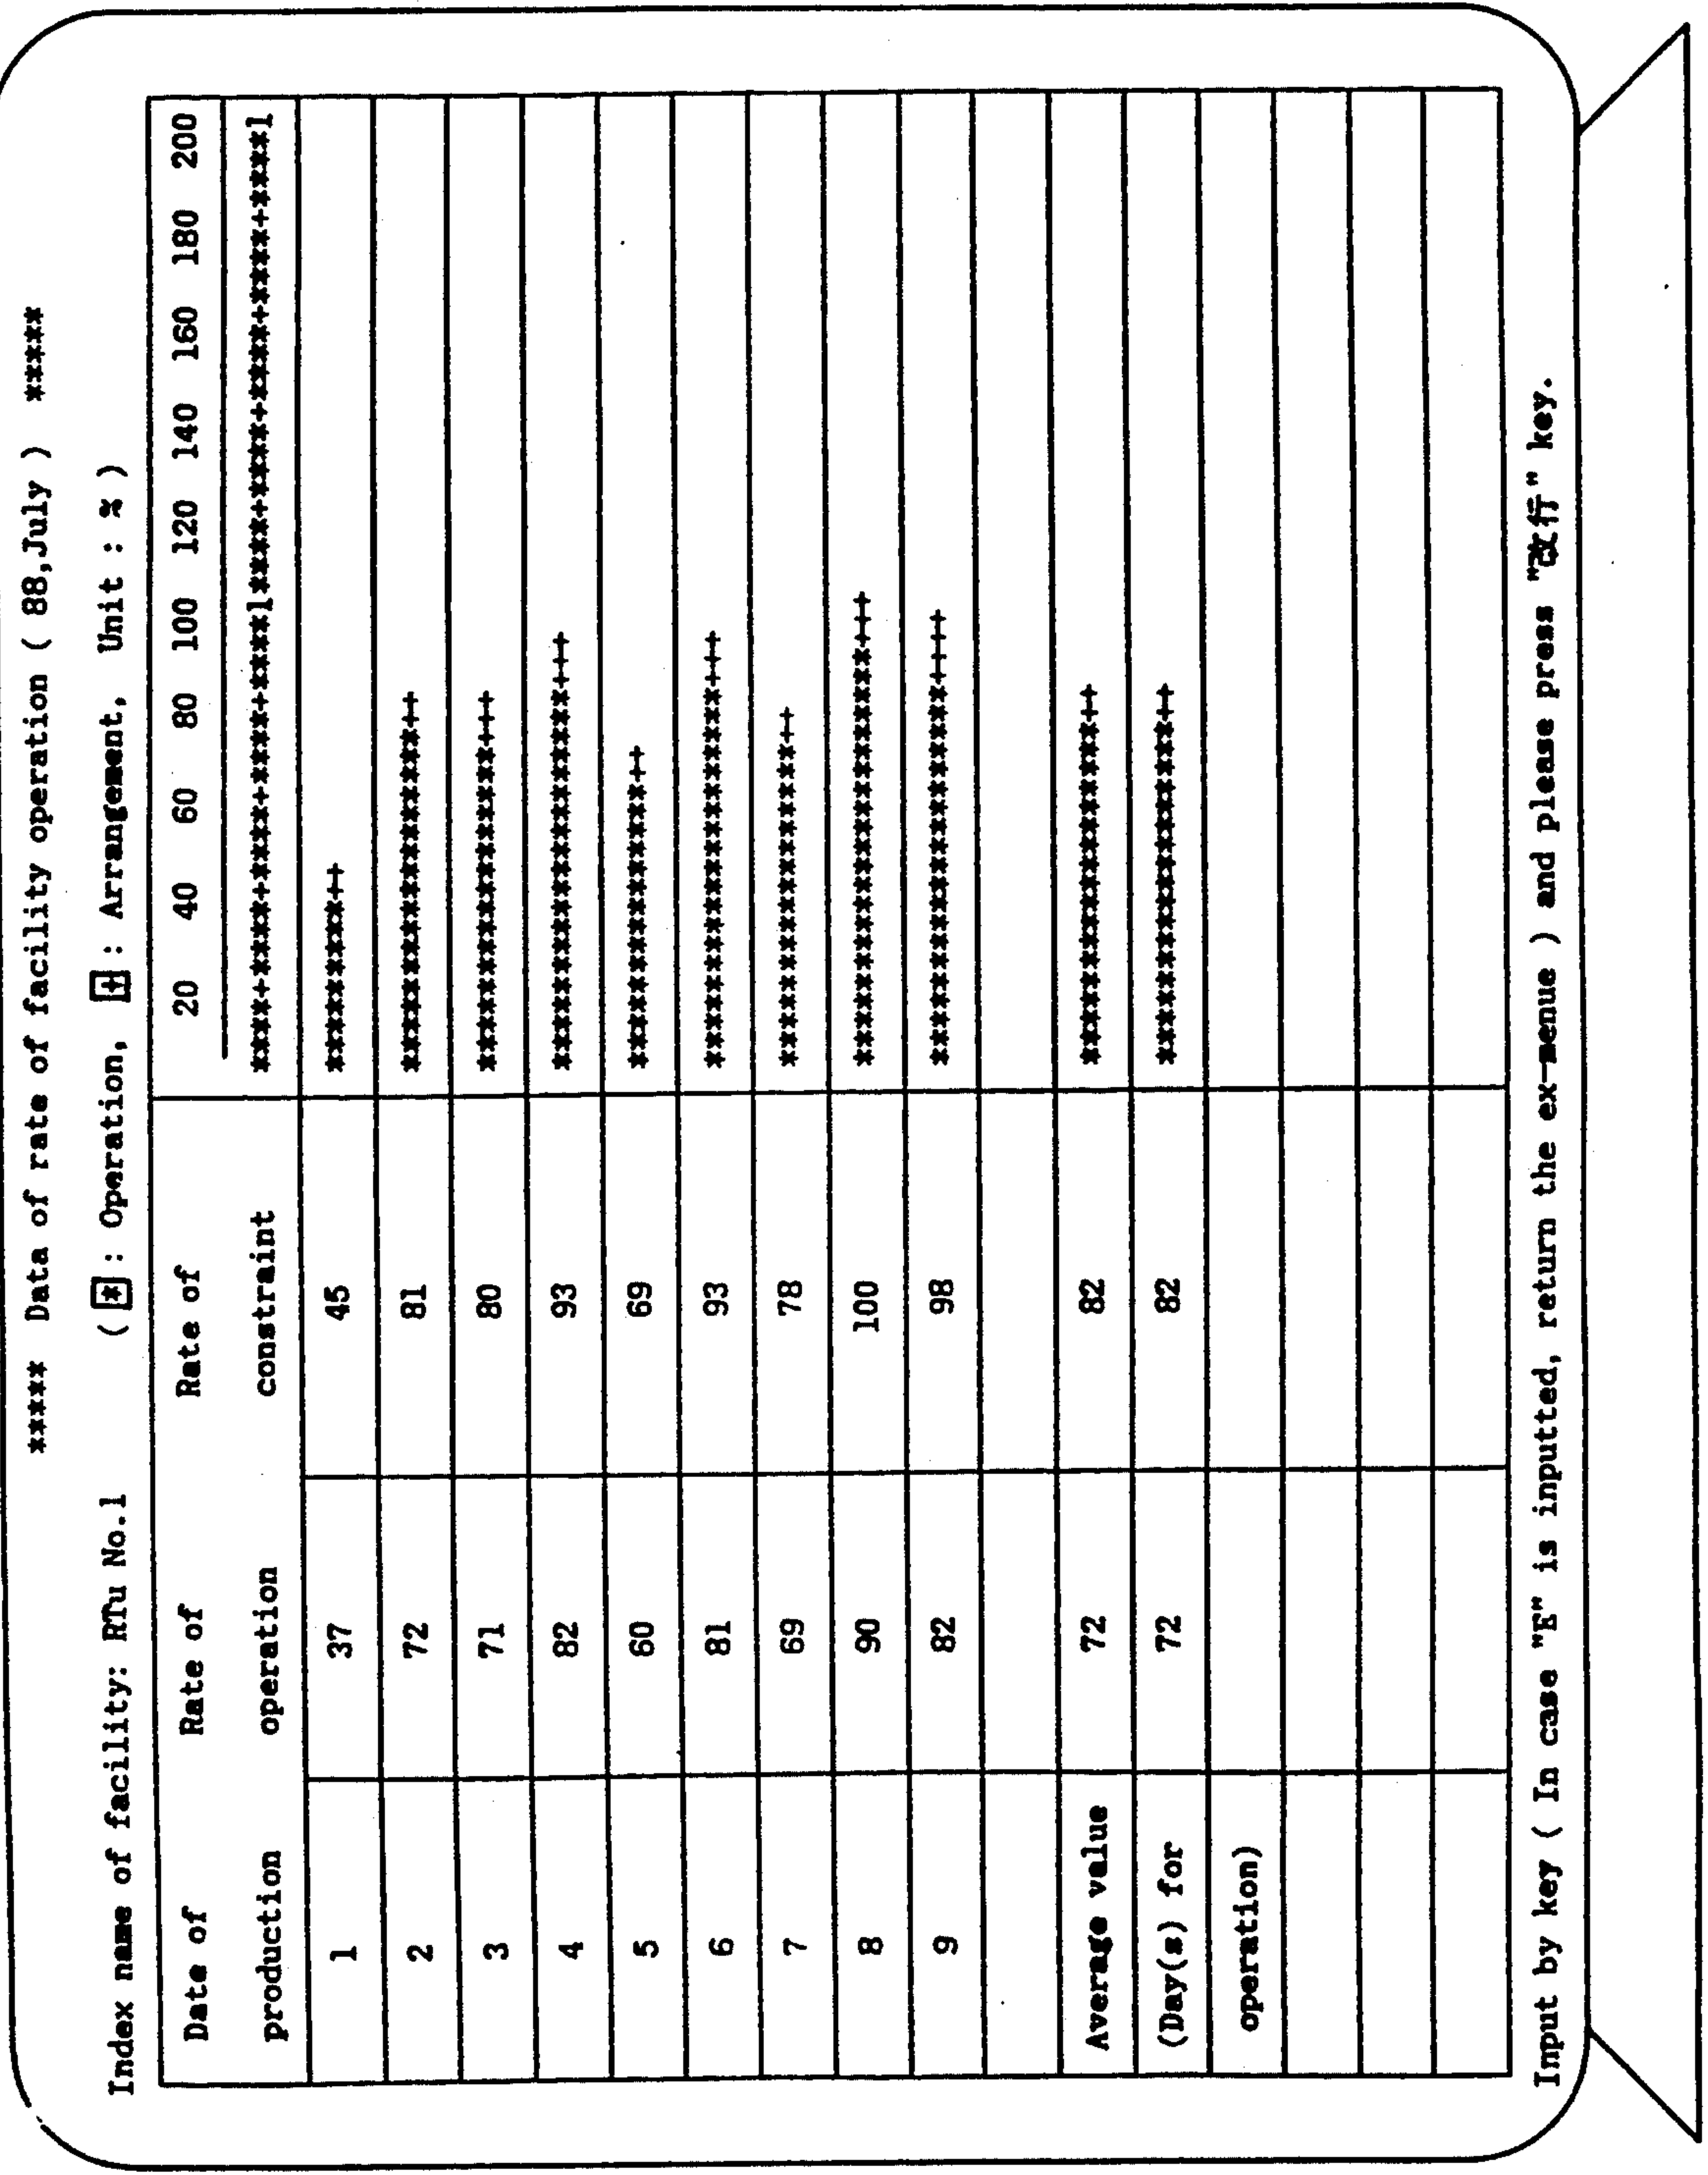 ***** Data of rate of facility operation ( 88,July ) *****
Index name of facility: RTu No.1 ( * : Operation, + : Arrangement, Unit : % )
Date of Rate of Rate of 20 40 60 80 100 120 140 160 180 200
production operation constraint ****+****+****+****+****1****+****+****+****+****1
1 37 45 *********++
2 72 81 ******************++
3 71 80 *****************+++
4 82 93 ********************+++
5 60 69 ***************++
6 81 93 ********************+++
7 69 78 *****************++
8 90 100 **********************+++
9 82 98 ********************++++
Average value 72 82 ******************++
(Day(s) for 72 82 ******************++
operation)
Input by key ( In case "E" is inputted, return the ex-menue ) and please press "改行" key.